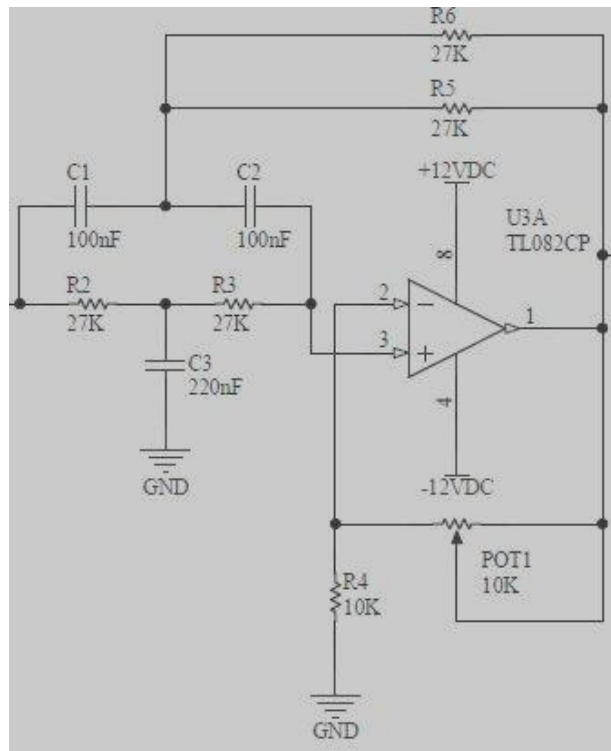 R6
27K
R5
27K
+12VDC
C1
100nF
C2
100nF
U3A
TL082CP
8
R2
27K
R3
27K
2
3
1
C3
220nF
GND
4
-12VDC
POT1
10K
R4
10K
GND